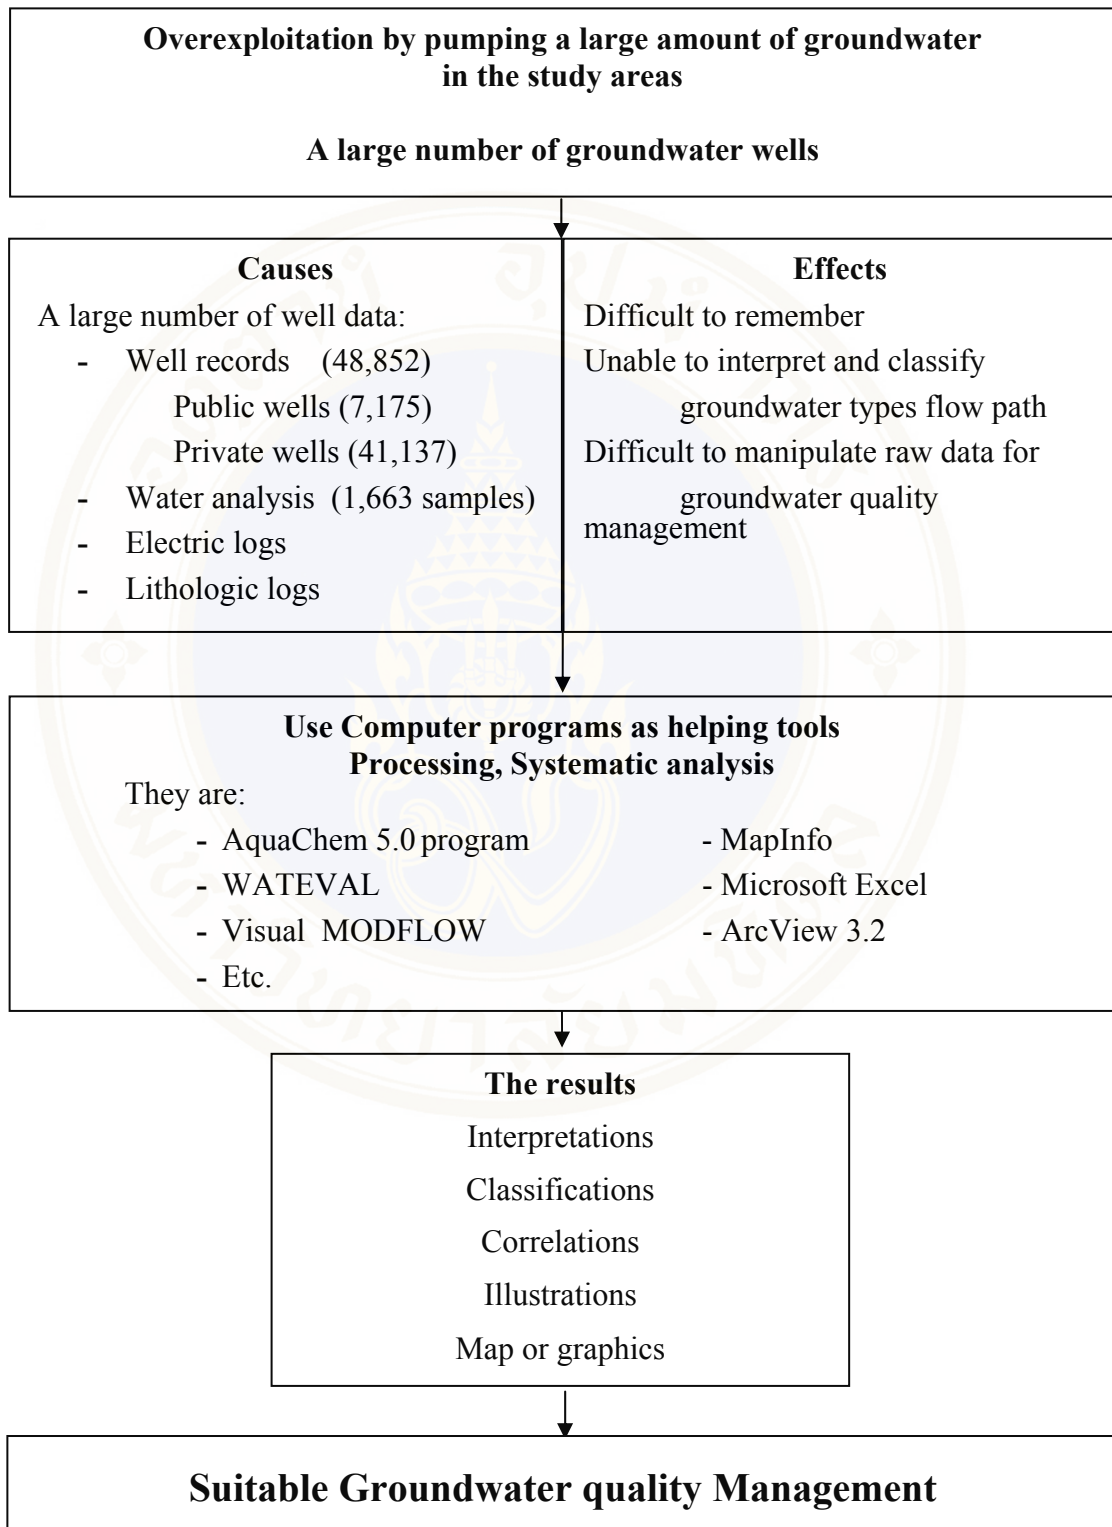 Overexploitation by pumping a large amount of groundwater
in the study areas
A large number of groundwater wells
Causes
A large number of well data:
- Well records (48,852)
Public wells (7,175)
Private wells (41,137)
- Water analysis (1,663 samples)
- Electric logs
- Lithologic logs
Effects
Difficult to remember
Unable to interpret and classify
groundwater types flow path
Difficult to manipulate raw data for
groundwater quality
management
Use Computer programs as helping tools
Processing, Systematic analysis
They are:
- AquaChem 5.0 program
- WATEVAL
- Visual MODFLOW
- Etc.
- MapInfo
- Microsoft Excel
- ArcView 3.2
The results
Interpretations
Classifications
Correlations
Illustrations
Map or graphics
Suitable Groundwater quality Management